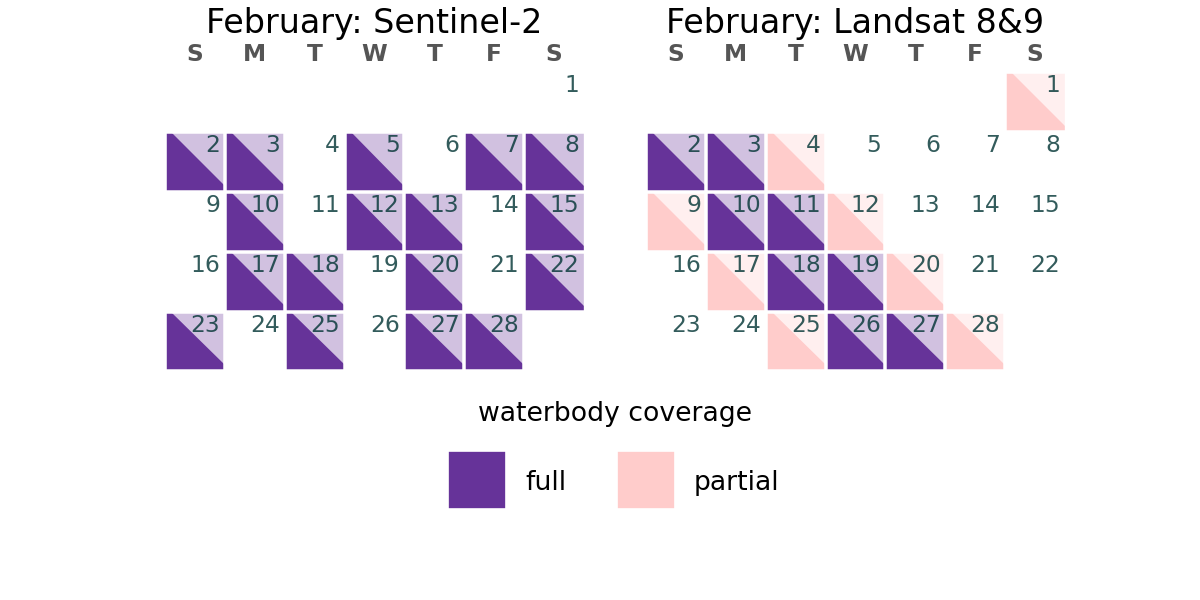 February: Sentinel-2
S M T W T F S
1
2 3 4 5 6 7 8
9 10 11 12 13 14 15
16 17 18 19 20 21 22
23 24 25 26 27 28
February: Landsat 8&9
S M T W T F S
1
2 3 4 5 6 7 8
9 10 11 12 13 14 15
16 17 18 19 20 21 22
23 24 25 26 27 28
waterbody coverage
full partial